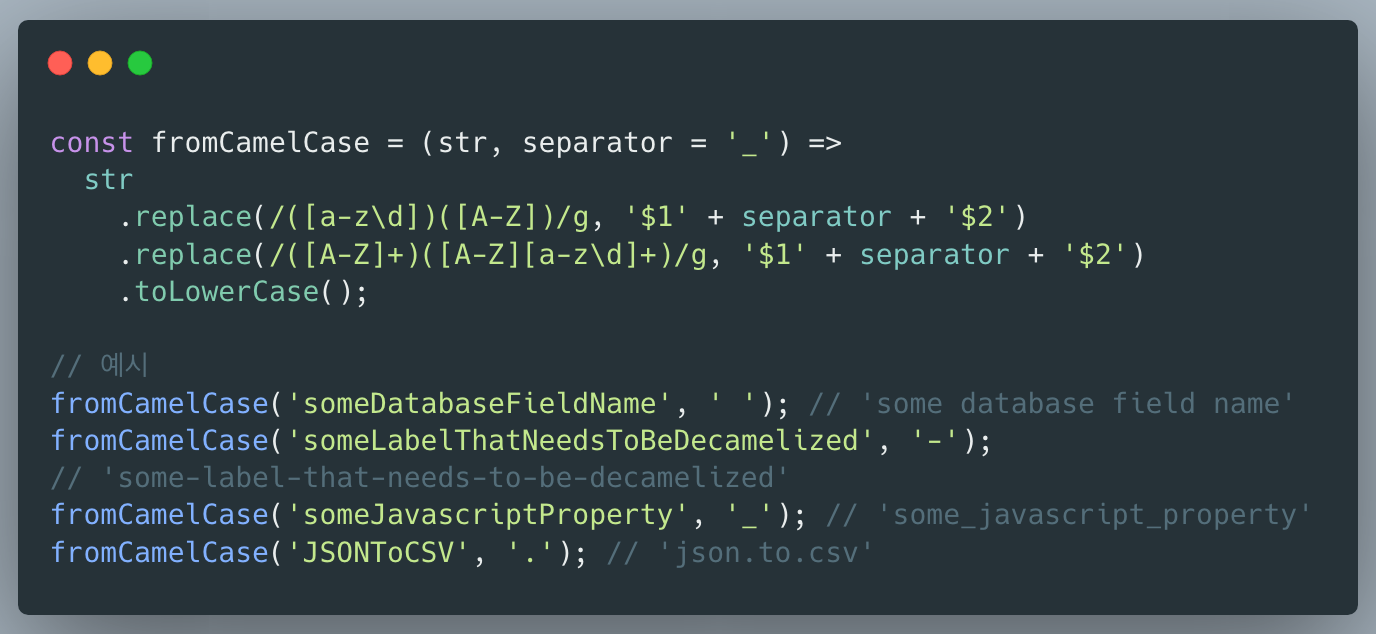 const fromCamelCase = (str, separator = '_') =>
  str
    .replace(/([a-z\d])([A-Z])/g, '$1' + separator + '$2')
    .replace(/([A-Z]+)([A-Z][a-z\d]+)/g, '$1' + separator + '$2')
    .toLowerCase();

// 예시
fromCamelCase('someDatabaseFieldName', ' '); // 'some database field name'
fromCamelCase('someLabelThatNeedsToBeDecamelized', '-');
// 'some-label-that-needs-to-be-decamelized'
fromCamelCase('someJavascriptProperty', '_'); // 'some_javascript_property'
fromCamelCase('JSONToCSV', '.'); // 'json.to.csv'